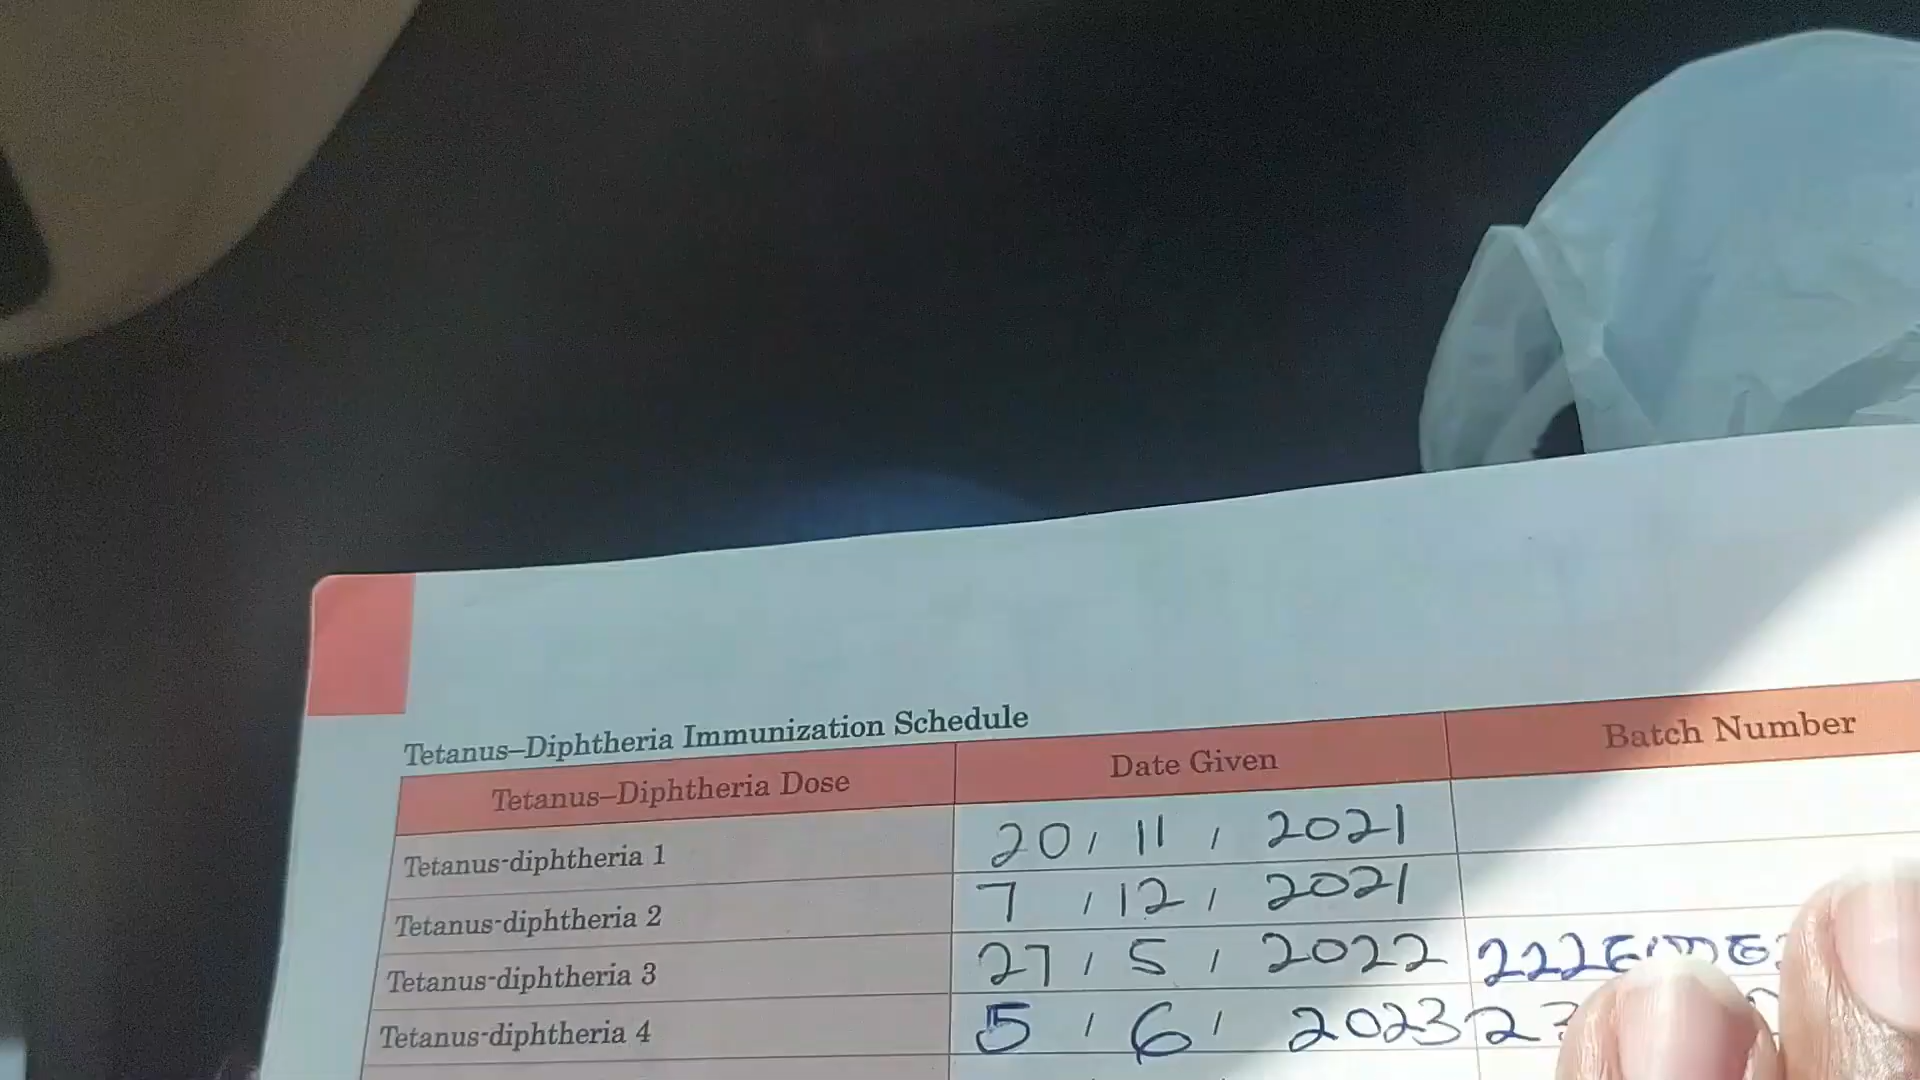 Tetanus–Diphtheria Immunization Schedule
Tetanus–Diphtheria Dose Date Given Batch Number
Tetanus-diphtheria 1 20 / 11 / 2021
Tetanus-diphtheria 2 7 / 12 / 2021
Tetanus-diphtheria 3 27 / 5 / 2022
Tetanus-diphtheria 4 5 / 6 / 2023